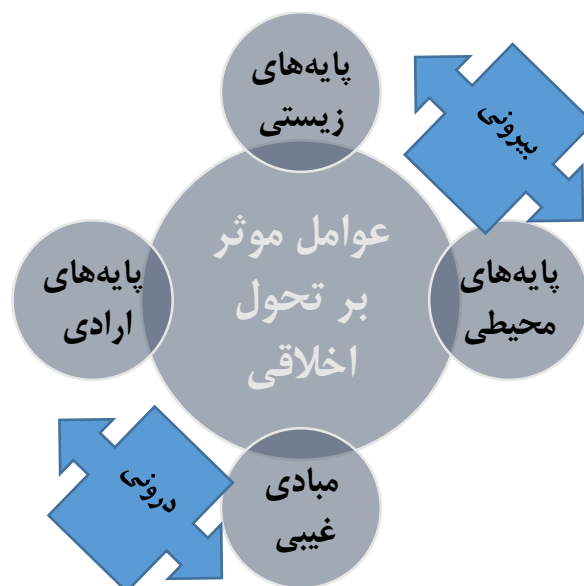 پایه‌های
زیستی
بیرونی
عوامل موثر
بر تحول
اخلاقی
پایه‌های
محیطی
پایه‌های
ارادی
مبادی
غیبی
درونی